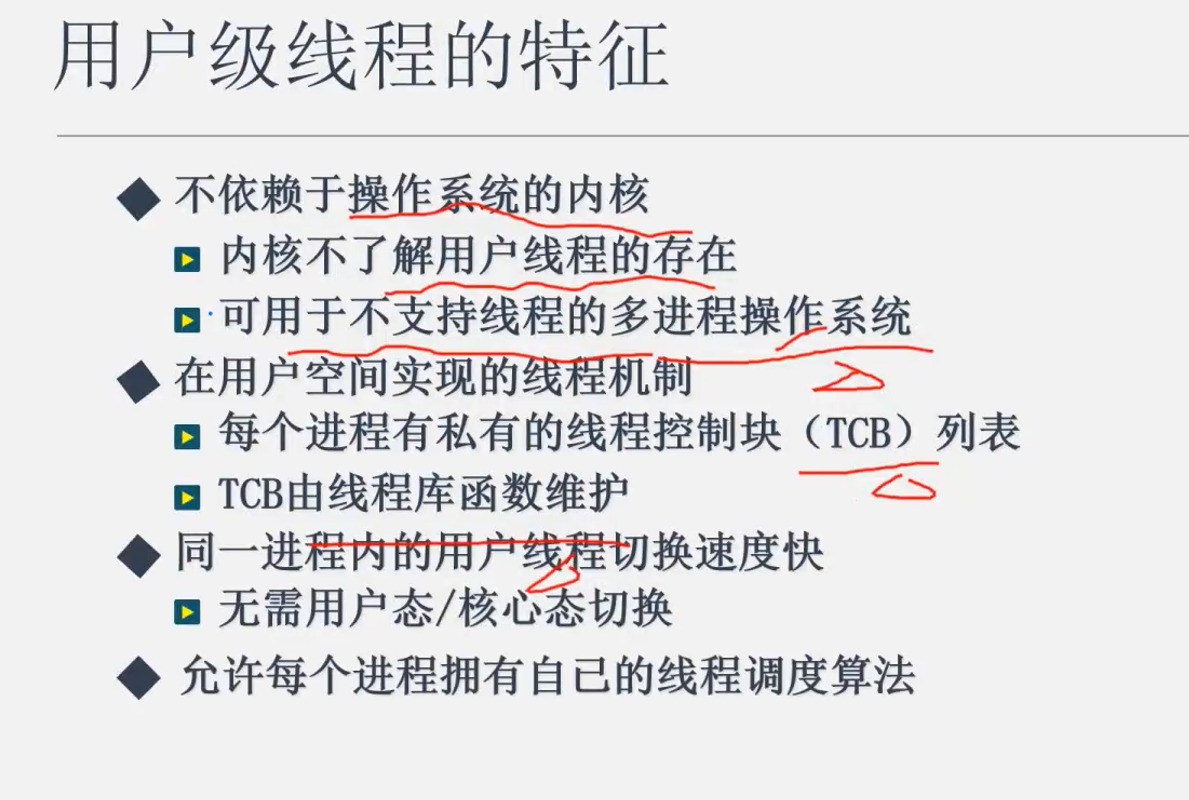 用户级线程的特征
不依赖于操作系统的内核
内核不了解用户线程的存在
可用于不支持线程的多进程操作系统
在用户空间实现的线程机制
每个进程有私有的线程控制块（TCB）列表
TCB由线程库函数维护
同一进程内的用户线程切换速度快
无需用户态/核心态切换
允许每个进程拥有自已的线程调度算法